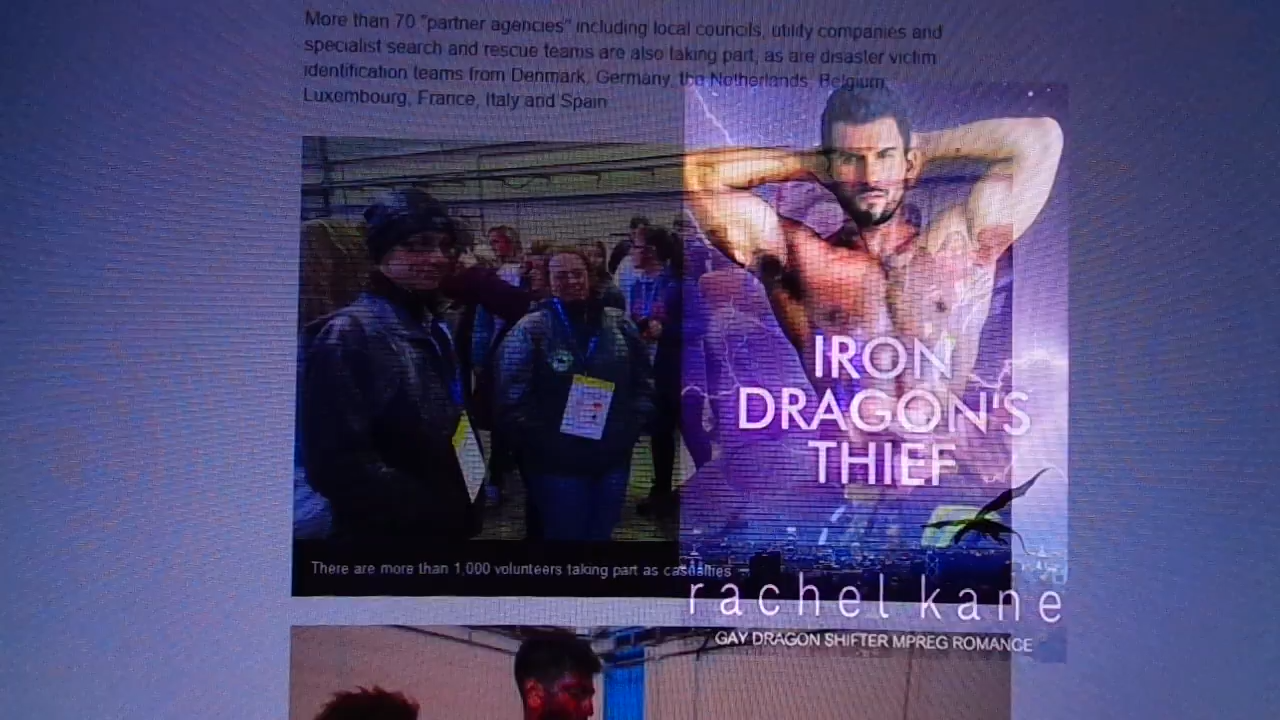 More than 70 "partner agencies" including local councils, utility companies and
specialist search and rescue teams are also taking part, as are disaster victim
identification teams from Denmark, Germany, the Netherlands, Belgium,
Luxembourg, France, Italy and Spain
IRON
DRAGON'S
THIEF
There are more than 1,000 volunteers taking part as casualties
rachel kane
GAY DRAGON SHIFTER MPREG ROMANCE